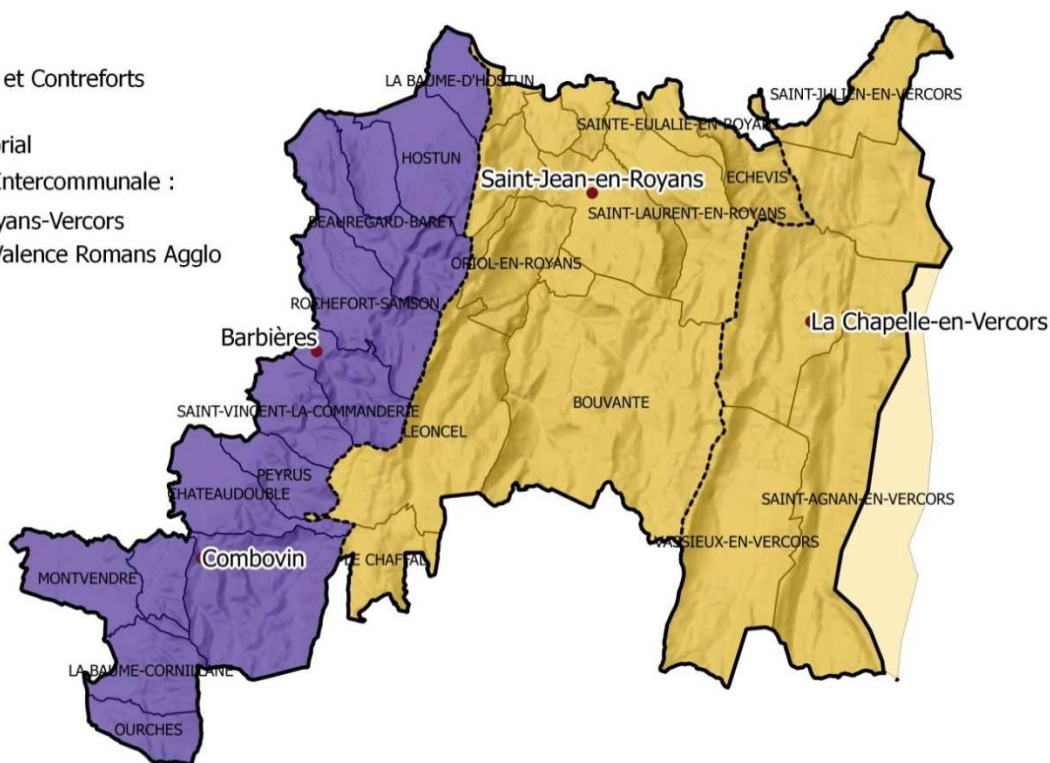 et Contreforts
orial
Intercommunale :
yans-Vercors
Valence Romans Agglo
LA BAUME-D'HOSTUN
SAINT-JULIEN-EN-VERCORS
SAINTE-EULALIE-EN-ROYANS
HOSTUN
Saint-Jean-en-Royans
ECHEVIS
SAINT-LAURENT-EN-ROYANS
BEAUREGARD-BARET
ORIOL-EN-ROYANS
ROCHEFORT-SAMSON
La Chapelle-en-Vercors
Barbières
BOUVANTE
SAINT-VINCENT-LA-COMMANDERIE
LEONCEL
PEYRUS
CHATEAUDOUBLE
SAINT-AGNAN-EN-VERCORS
VASSIEUX-EN-VERCORS
Combovin
LE CHAFFAL
MONTVENDRE
LA BAUME-CORNILLANE
OURCHES